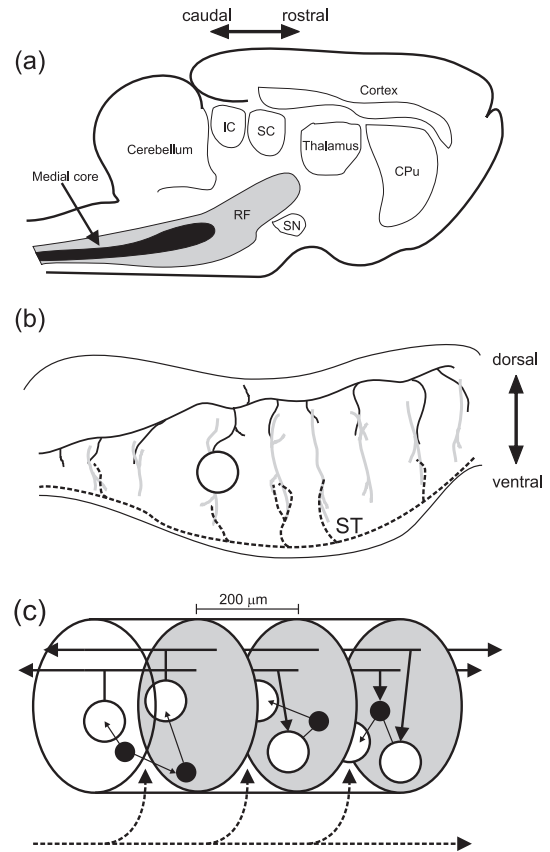 caudal rostral
(a)
Cortex
IC SC
Cerebellum
Thalamus
CPu
Medial core
RF
SN
(b)
dorsal
ventral
ST
(c)
200 μm